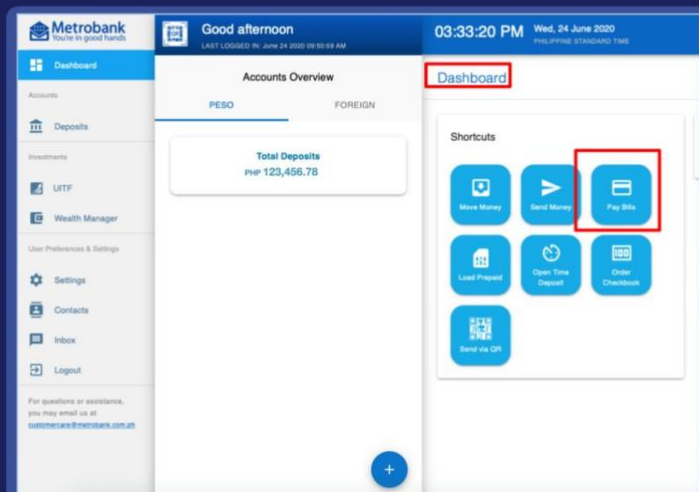 Metrobank
You're in good hands
Dashboard
Accounts
Deposits
Investments
UITF
Wealth Manager
User Preferences & Settings
Settings
Contacts
Inbox
Logout
For questions or assistance,
you may email us at
customercare@metrobank.com.ph
Good afternoon
LAST LOGGED IN: June 24 2020 09:50:59 AM
Accounts Overview
PESO FOREIGN
Total Deposits
PHP 123,456.78
+
03:33:20 PM
Wed, 24 June 2020
PHILIPPINE STANDARD TIME
Dashboard
Shortcuts
Move Money Send Money Pay Bills
Load Prepaid
Open Time
Deposit
Order
Checkbook
Send via QR